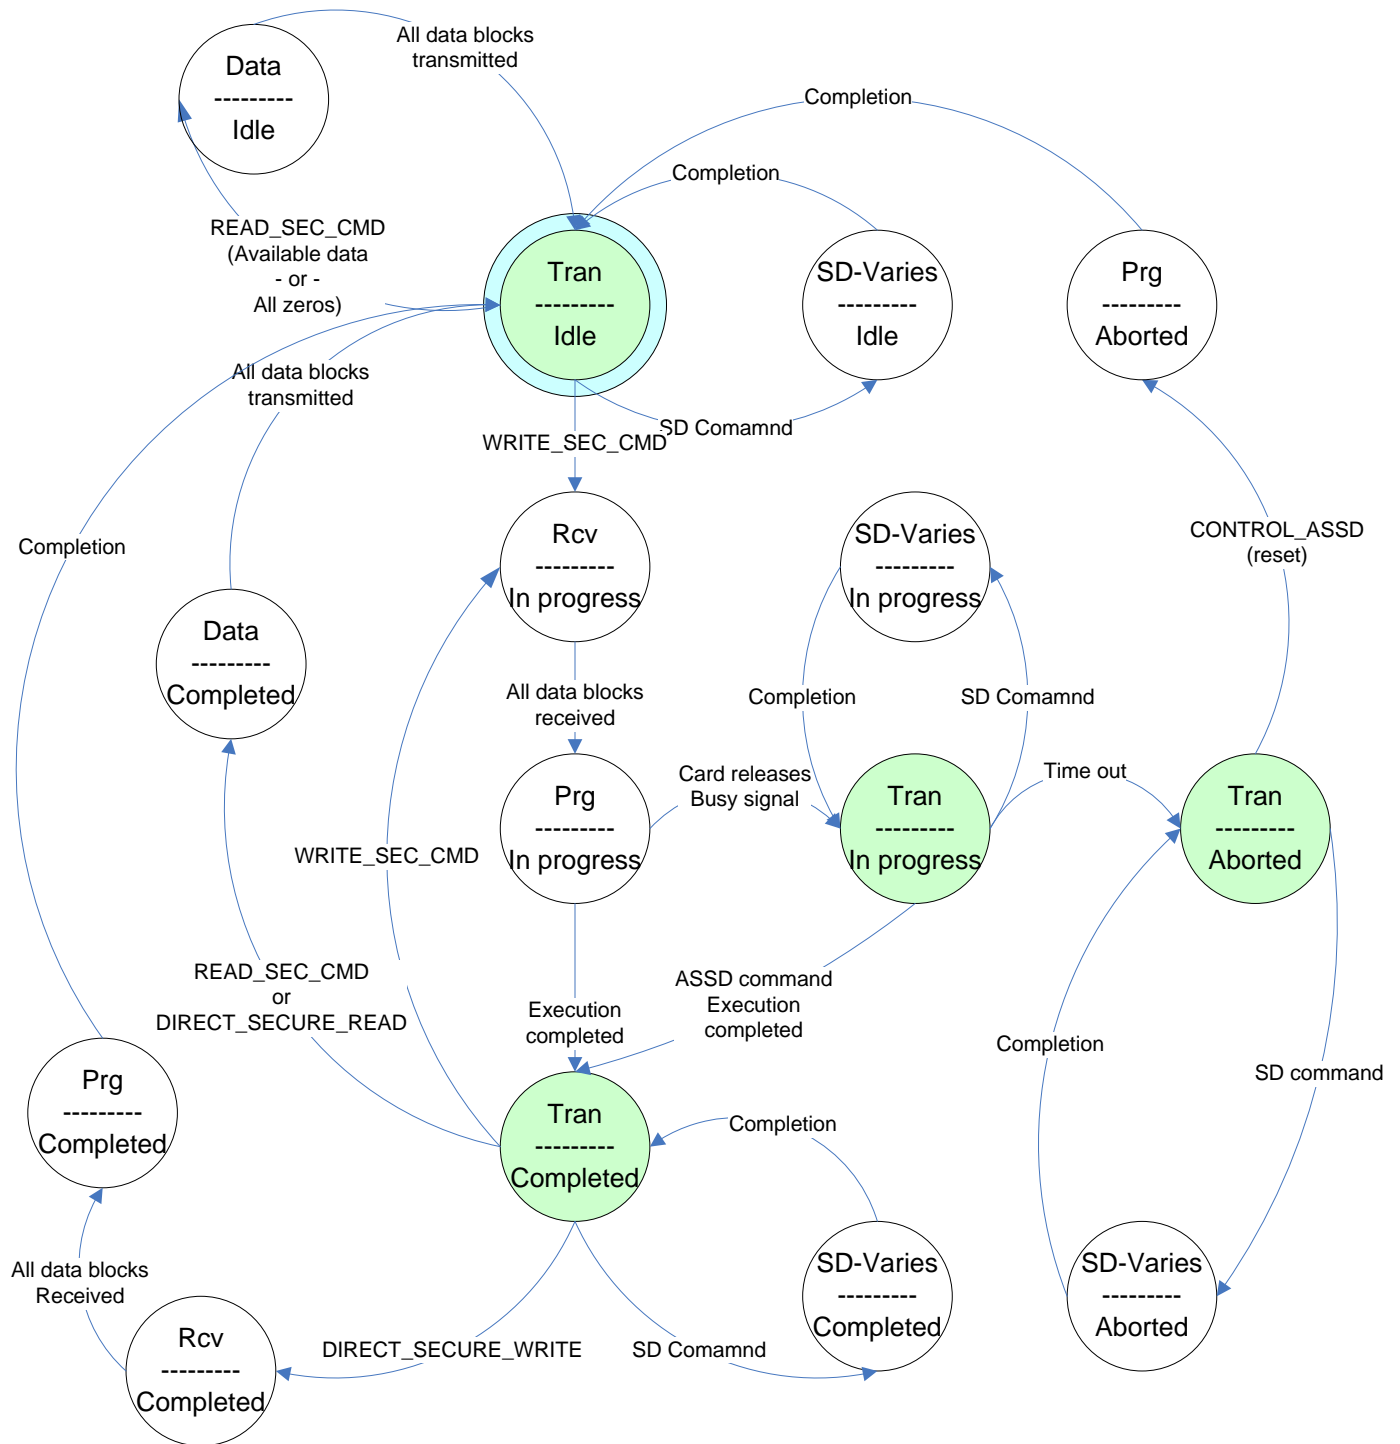 All data blocks
transmitted
Data
---------
Idle
Completion
Completion
READ_SEC_CMD
(Available data
- or -
All zeros)
Tran
---------
Idle
SD-Varies
---------
Idle
Prg
---------
Aborted
All data blocks
transmitted
SD Comamnd
WRITE_SEC_CMD
Completion
Rcv
---------
In progress
SD-Varies
---------
In progress
CONTROL_ASSD
(reset)
Data
---------
Completed
All data blocks
received
Completion
SD Comamnd
Prg
---------
In progress
Card releases
Busy signal
Tran
---------
In progress
Time out
Tran
---------
Aborted
WRITE_SEC_CMD
READ_SEC_CMD
or
DIRECT_SECURE_READ
Execution
completed
ASSD command
Execution
completed
Completion
SD command
Prg
---------
Completed
Tran
---------
Completed
Completion
All data blocks
Received
Rcv
---------
Completed
DIRECT_SECURE_WRITE
SD Comamnd
SD-Varies
---------
Completed
SD-Varies
---------
Aborted